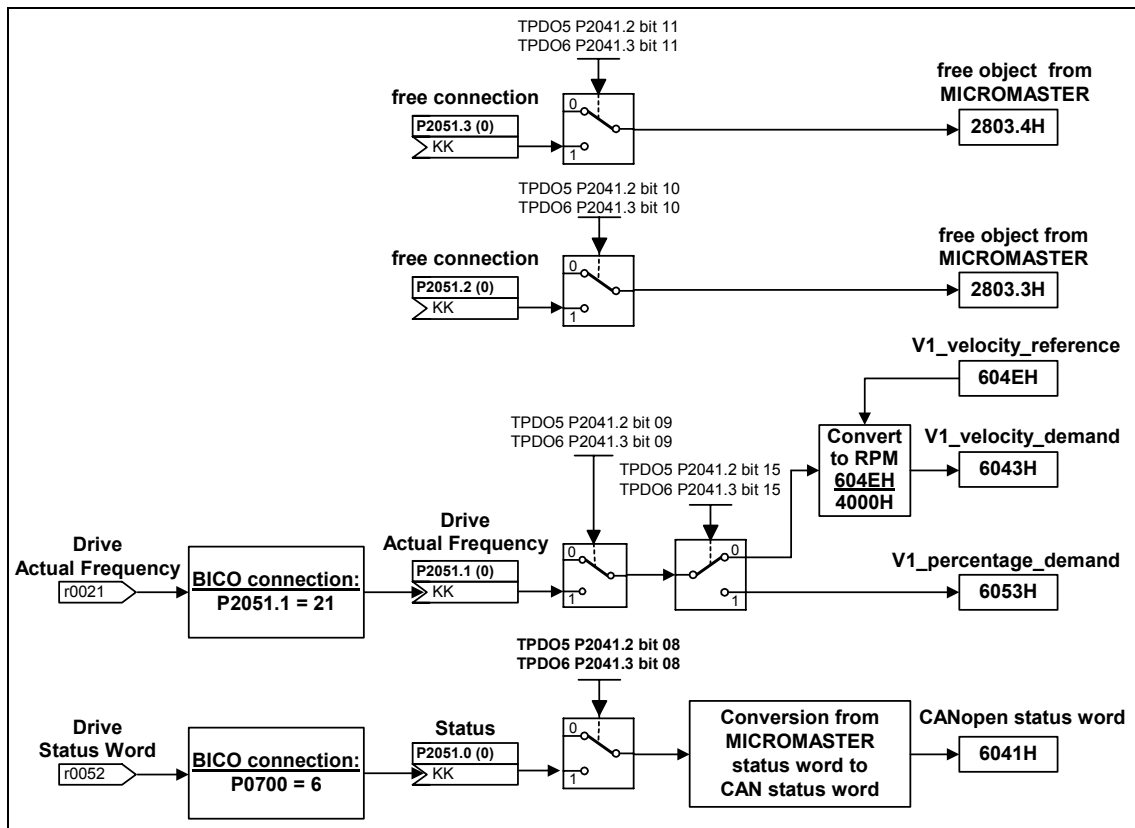 TPDO5 P2041.2 bit 11
TPDO6 P2041.3 bit 11
free object  from
MICROMASTER
free connection
0
P2051.3 (0)
2803.4H
KK
1
TPDO5 P2041.2 bit 10
TPDO6 P2041.3 bit 10
free object from
MICROMASTER
free connection
0
P2051.2 (0)
2803.3H
KK
1
V1_velocity_reference
604EH
TPDO5 P2041.2 bit 09
TPDO6 P2041.3 bit 09
Convert
to RPM
604EH
4000H
V1_velocity_demand
6043H
TPDO5 P2041.2 bit 15
TPDO6 P2041.3 bit 15
Drive
Actual Frequency
r0021
BICO connection:
P2051.1 = 21
Drive
Actual Frequency
P2051.1 (0)
KK
0
1
0
1
V1_percentage_demand
6053H
TPDO5 P2041.2 bit 08
TPDO6 P2041.3 bit 08
Drive
Status Word
r0052
BICO connection:
P0700 = 6
Status
P2051.0 (0)
KK
0
1
Conversion from
MICROMASTER
status word to
CAN status word
CANopen status word
6041H